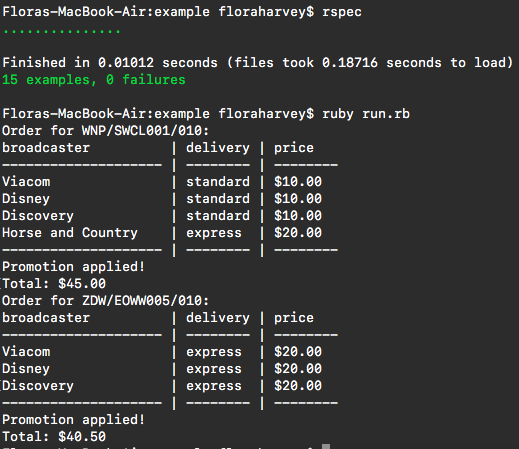 Floras-MacBook-Air:example floraharvey$ rspec
...............
Finished in 0.01012 seconds (files took 0.18716 seconds to load)
15 examples, 0 failures
Floras-MacBook-Air:example floraharvey$ ruby run.rb
Order for WNP/SWCL001/010:
broadcaster          | delivery | price
-------------------- | -------- | --------
Viacom               | standard | $10.00
Disney               | standard | $10.00
Discovery            | standard | $10.00
Horse and Country    | express  | $20.00
-------------------- | -------- | --------
Promotion applied!
Total: $45.00
Order for ZDW/EOWW005/010:
broadcaster          | delivery | price
-------------------- | -------- | --------
Viacom               | express  | $20.00
Disney               | express  | $20.00
Discovery            | express  | $20.00
-------------------- | -------- | --------
Promotion applied!
Total: $40.50